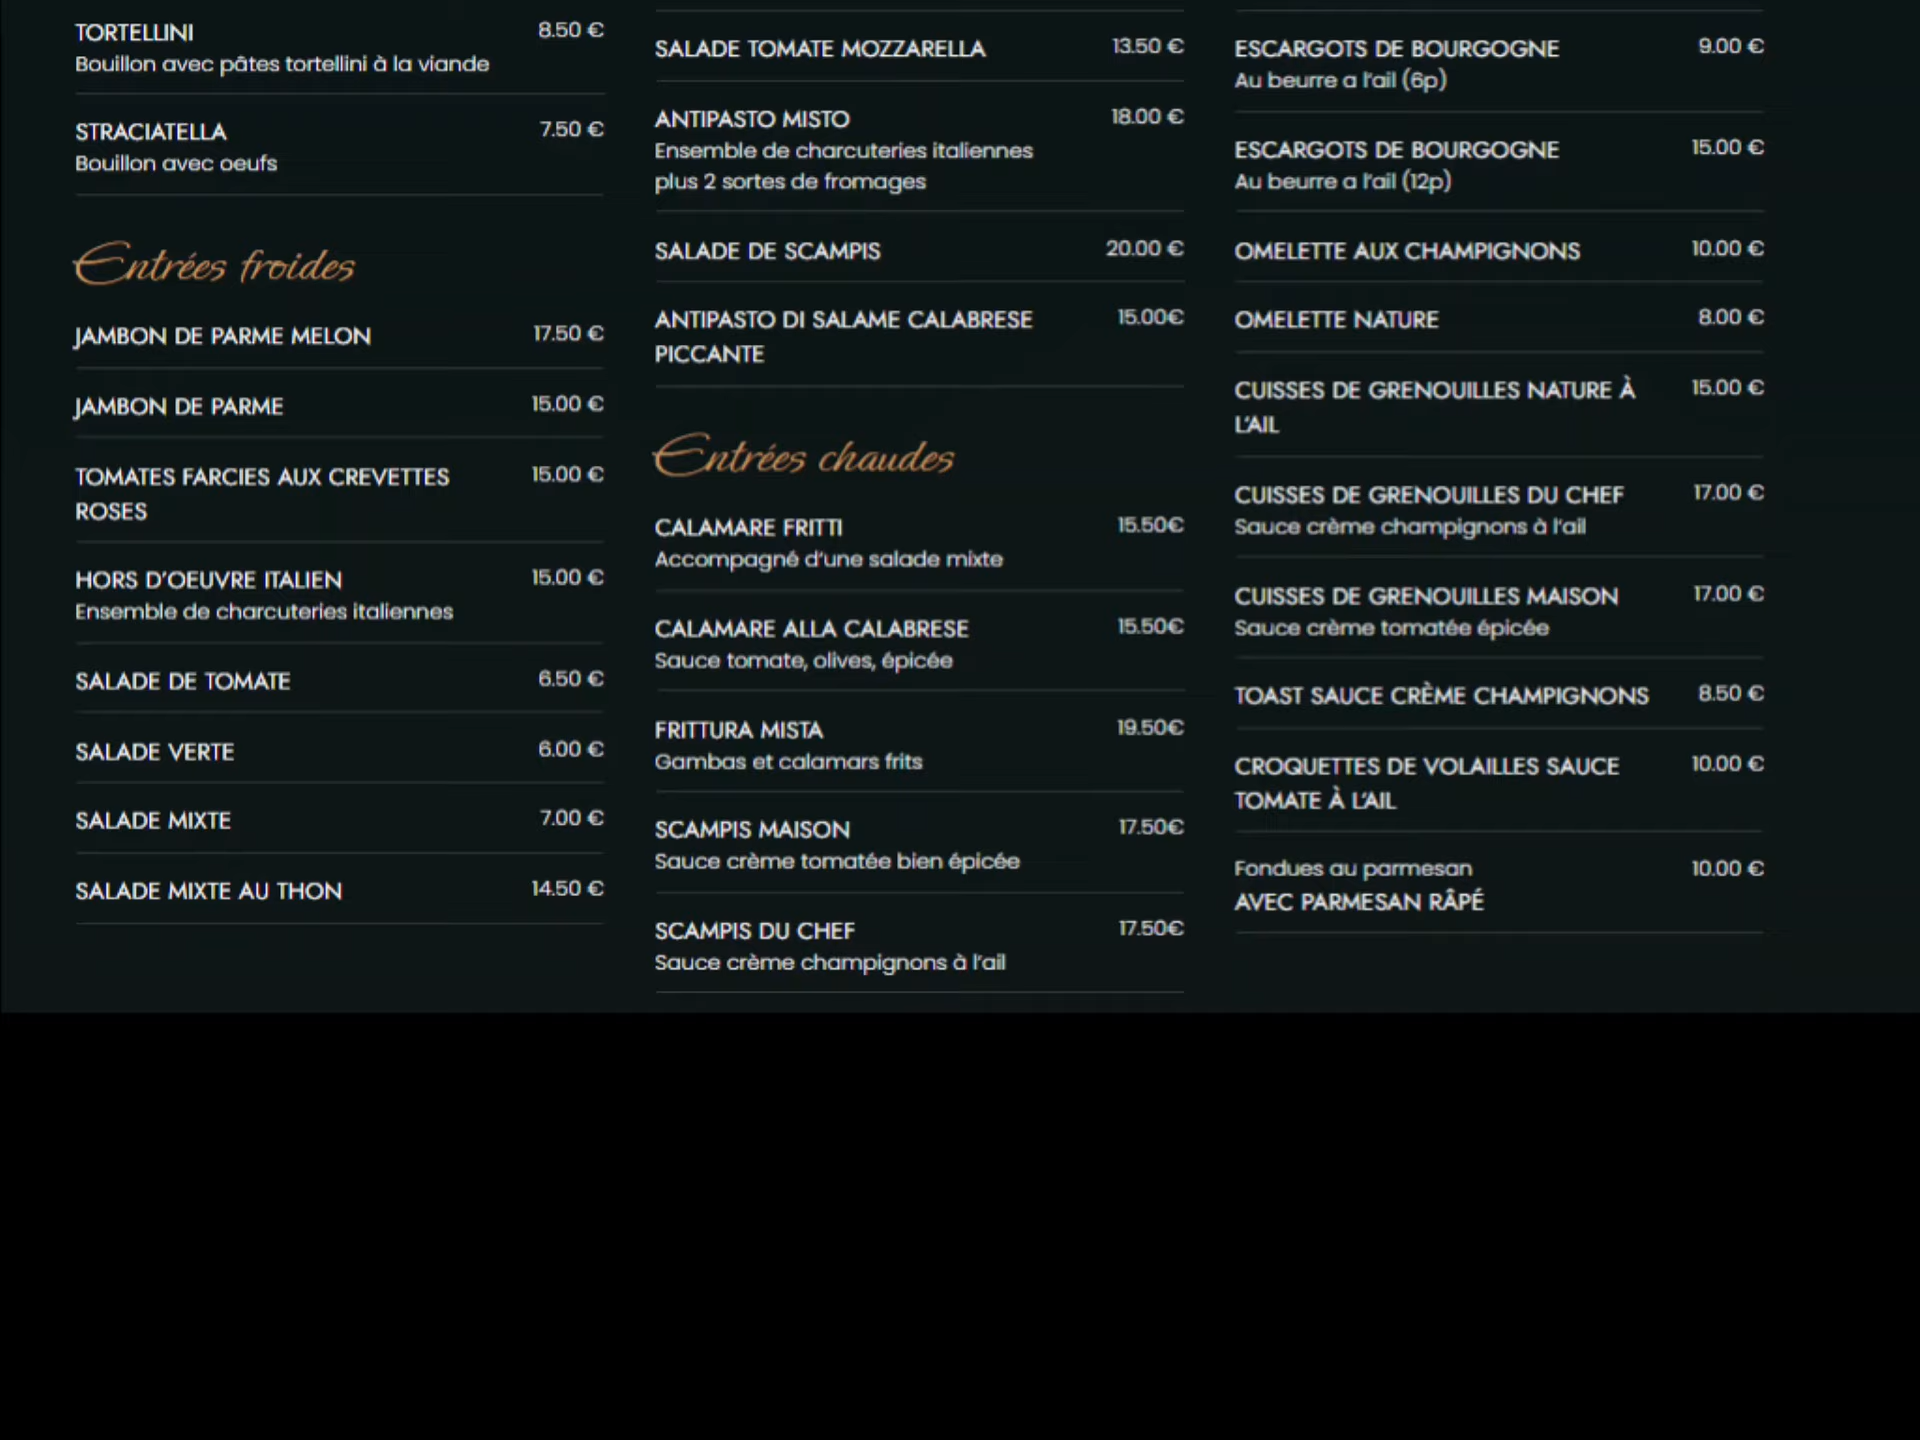 TORTELLINI 8.50 €
Bouillon avec pâtes tortellini à la viande
STRACIATELLA 7.50 €
Bouillon avec oeufs
Entrées froides
JAMBON DE PARME MELON 17.50 €
JAMBON DE PARME 15.00 €
TOMATES FARCIES AUX CREVETTES 15.00 €
ROSES
HORS D'OEUVRE ITALIEN 15.00 €
Ensemble de charcuteries italiennes
SALADE DE TOMATE 6.50 €
SALADE VERTE 6.00 €
SALADE MIXTE 7.00 €
SALADE MIXTE AU THON 14.50 €
SALADE TOMATE MOZZARELLA 13.50 €
ANTIPASTO MISTO 18.00 €
Ensemble de charcuteries italiennes
plus 2 sortes de fromages
SALADE DE SCAMPIS 20.00 €
ANTIPASTO DI SALAME CALABRESE 15.00€
PICCANTE
Entrées chaudes
CALAMARE FRITTI 15.50€
Accompagné d'une salade mixte
CALAMARE ALLA CALABRESE 15.50€
Sauce tomate, olives, épicée
FRITTURA MISTA 19.50€
Gambas et calamars frits
SCAMPIS MAISON 17.50€
Sauce crème tomatée bien épicée
SCAMPIS DU CHEF 17.50€
Sauce crème champignons à l'ail
ESCARGOTS DE BOURGOGNE 9.00 €
Au beurre a l'ail (6p)
ESCARGOTS DE BOURGOGNE 15.00 €
Au beurre a l'ail (12p)
OMELETTE AUX CHAMPIGNONS 10.00 €
OMELETTE NATURE 8.00 €
CUISSES DE GRENOUILLES NATURE À 15.00 €
L'AIL
CUISSES DE GRENOUILLES DU CHEF 17.00 €
Sauce crème champignons à l'ail
CUISSES DE GRENOUILLES MAISON 17.00 €
Sauce crème tomatée épicée
TOAST SAUCE CRÈME CHAMPIGNONS 8.50 €
CROQUETTES DE VOLAILLES SAUCE 10.00 €
TOMATE À L'AIL
Fondues au parmesan 10.00 €
AVEC PARMESAN RÂPÉ